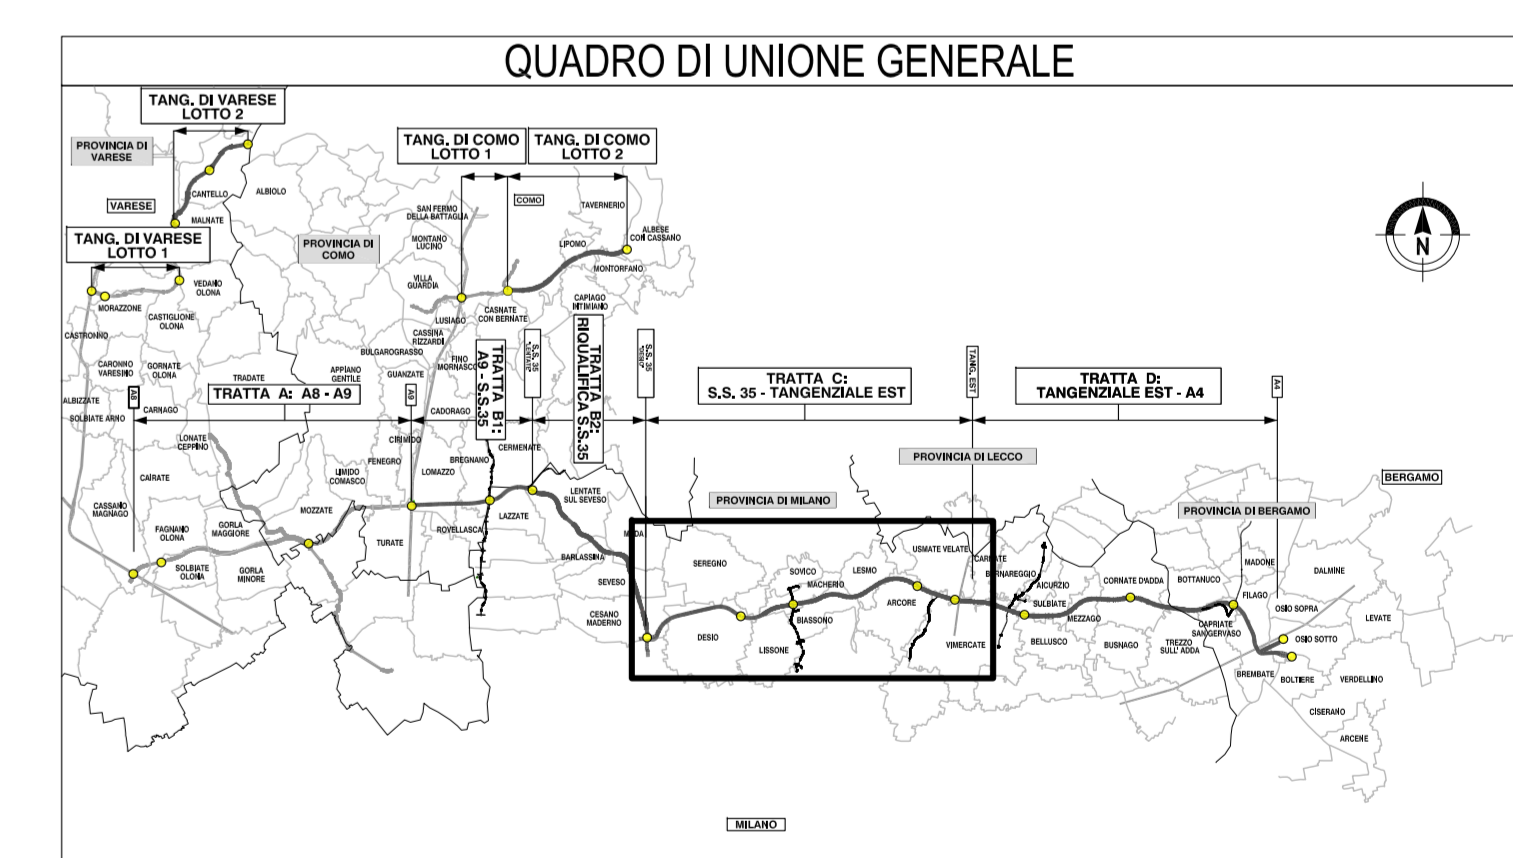 QUADRO DI UNIONE GENERALE
TANG. DI VARESE
LOTTO 2
PROVINCIA DI
VARESE
CANTELLO
ALBIOLO
VARESE
MALNATE
TANG. DI VARESE
LOTTO 1
VEDANO
OLONA
MORAZZONE
CASTIGLIONE
OLONA
CASTRONNO
CARONNO
VARESINO
GORNATE
OLONA
ALBIZZATE
SOLBIATE ARNO
CARNAGO
TRADATE
APPIANO
GENTILE
PROVINCIA DI
COMO
TANG. DI COMO
LOTTO 1
TANG. DI COMO
LOTTO 2
COMO
SAN FERMO
DELLA BATTAGLIA
MONTANO
LUCINO
VILLA
GUARDIA
TAVERNERIO
ALBESE
CON CASSANO
LIPOMO
MONTORFANO
CAPIAGO
INTIMIANO
CASNATE
CON BERNATE
LUSIAGO
CASSINA
RIZZARDI
BULGAROGRASSO
FINO
MORNASCO
GUANZATE
CADORAGO
A8
TRATTA A: A8 - A9
A9
TRATTA B1:
A9 - S.S.35
S.S. 35
"LENTATE"
TRATTA B2:
RIQUALIFICA S.S.35
S.S. 35
TRATTA C:
S.S. 35 - TANGENZIALE EST
TANG. EST
TRATTA D:
TANGENZIALE EST - A4
A4
CIRIMIDO
FENEGRO
LOMAZZO
BREGNANO
CERMENATE
LONATE
CEPPINO
LIMIDO
COMASCO
CAIRATE
CASSANO
MAGNAGO
FAGNANO
OLONA
GORLA
MAGGIORE
MOZZATE
SOLBIATE
OLONA
GORLA
MINORE
TURATE
ROVELLASCA
LAZZATE
LENTATE
SUL SEVESO
BARLASSINA
MEDA
SEVESO
CESANO
MADERNO
PROVINCIA DI MILANO
PROVINCIA DI LECCO
PROVINCIA DI BERGAMO
BERGAMO
SEREGNO
DESIO
SOVICO
MACHERIO
BIASSONO
LISSONE
LESMO
ARCORE
USMATE VELATE
CARNATE
BERNAREGGIO
VIMERCATE
AICURZIO
SULBIATE
BELLUSCO
MEZZAGO
CORNATE D'ADDA
BUSNAGO
BOTTANUCO
TREZZO
SULL' ADDA
CAPRIATE
SANGERVASO
MADONE
FILAGO
DALMINE
OSIO SOPRA
OSIO SOTTO
LEVATE
BREMBATE
BOLTIERE
VERDELLINO
CISERANO
ARCENE
MILANO
N